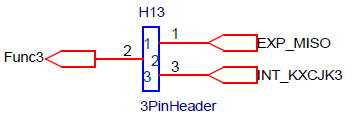 H13
1
1
EXP_MISO
Func3
2
2
3
3
INT_KXCJK3
3PinHeader